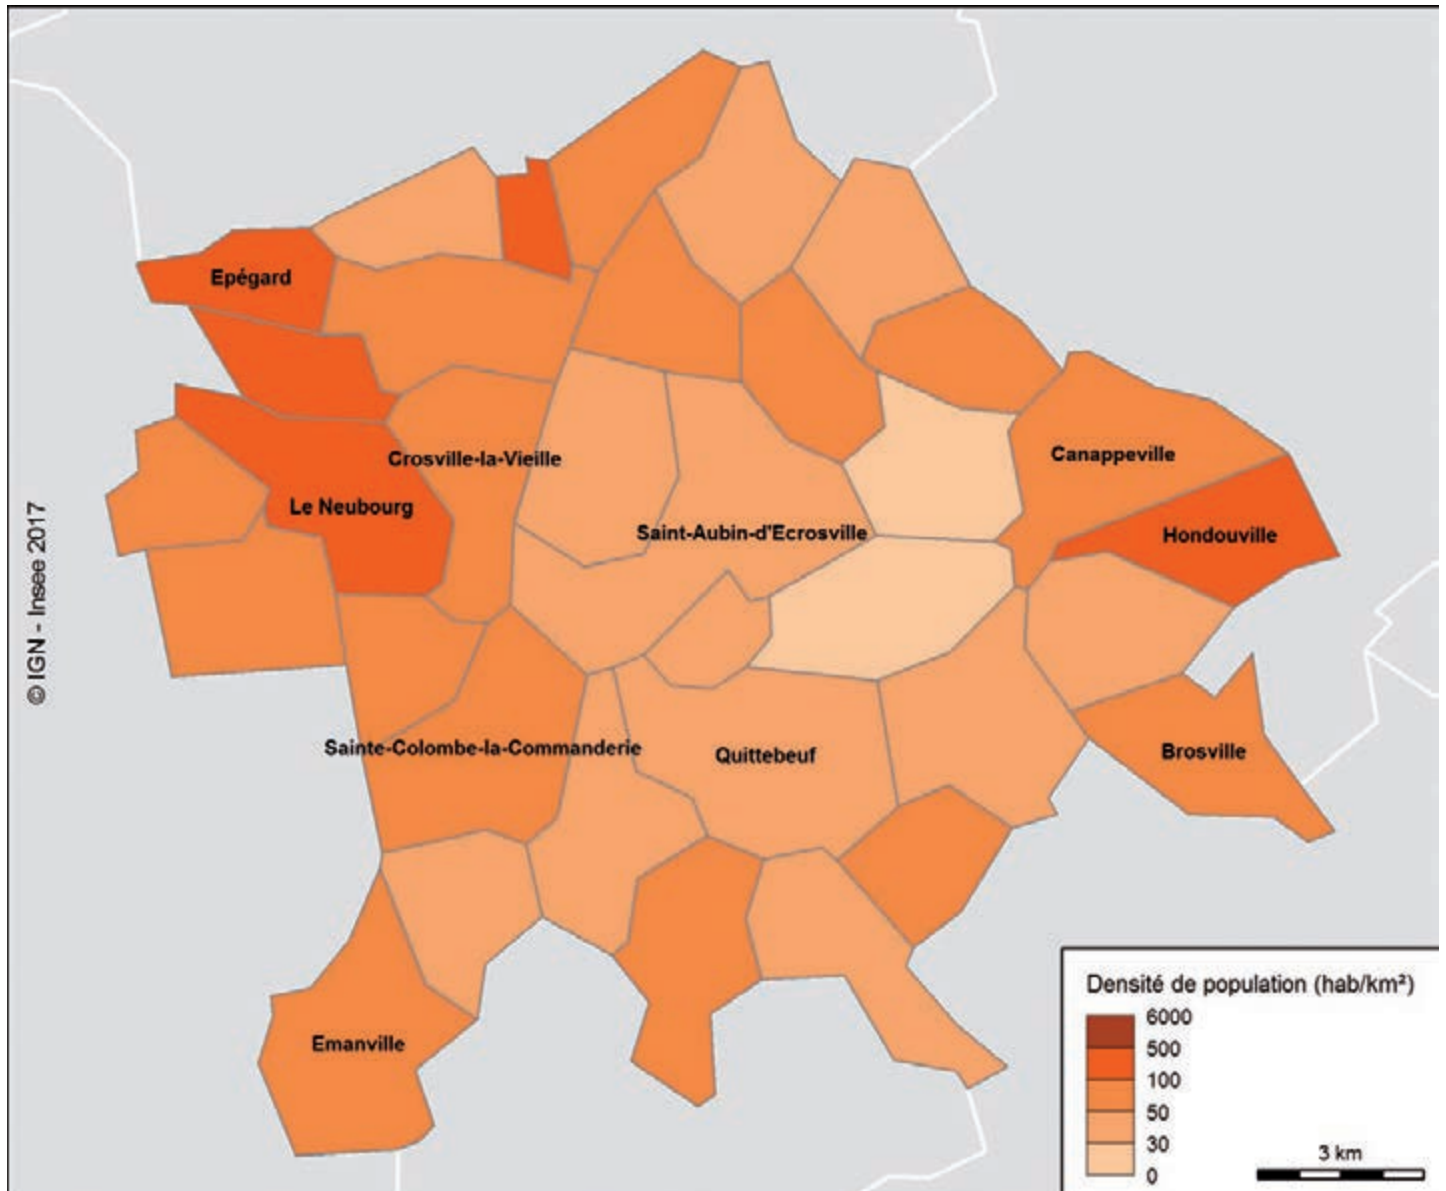 Epégard
Crosville-la-Vieille
Canappeville
Le Neubourg
Saint-Aubin-d'Ecrosville
Hondouville
© IGN - Insee 2017
Sainte-Colombe-la-Commanderie
Quittebeuf
Brosville
Emanville
Densité de population (hab/km²)
6000
500
100
50
30
0
3 km